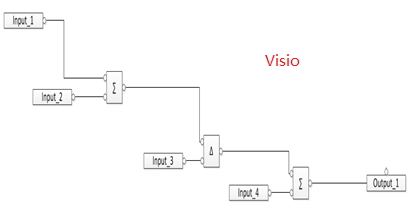 Input_1
Visio
Input_2
Σ
Input_3
Δ
Input_4
Σ
Output_1